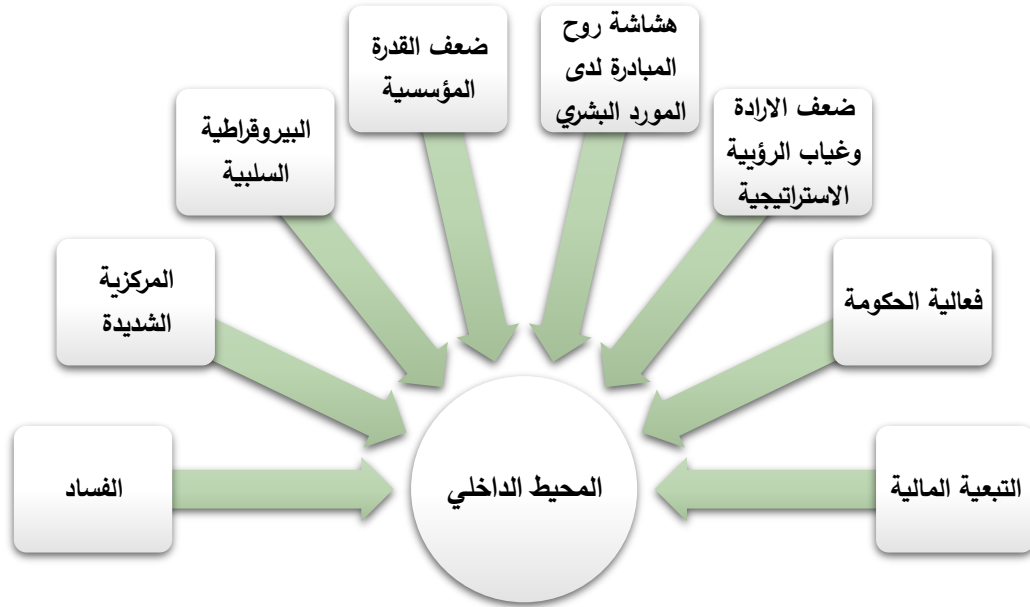 هشاشة روح
المبادرة لدى
المورد البشري
ضعف القدرة
المؤسسية
ضعف الارادة
وغياب الرؤيية
الاستراتيجية
البيروقراطية
السلبية
فعالية الحكومة
المركزية
الشديدة
التبعية المالية
المحيط الداخلي
الفساد